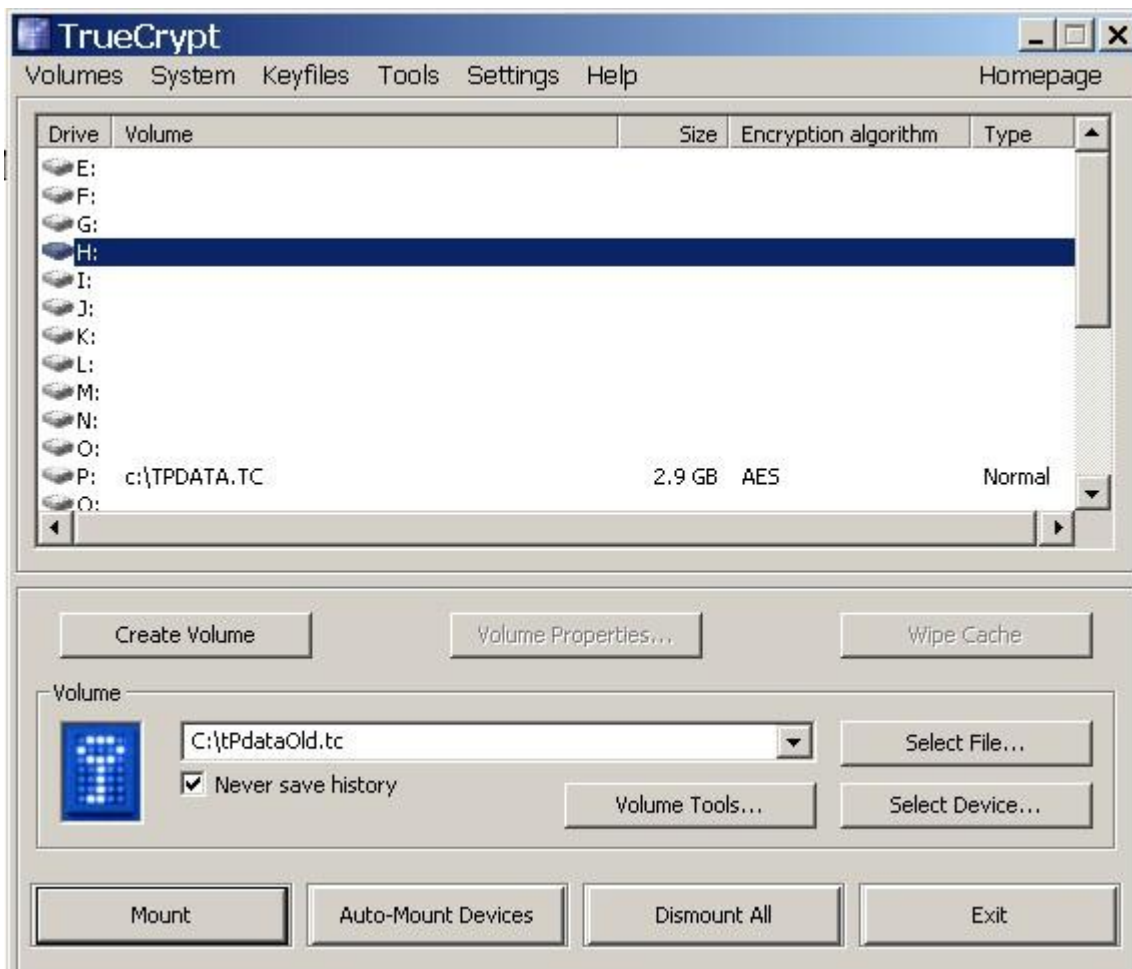 TrueCrypt
Volumes System Keyfiles Tools Settings Help Homepage
Drive Volume Size Encryption algorithm Type
E:
F:
G:
H:
I:
J:
K:
L:
M:
N:
O:
P: c:\TPDATA.TC 2.9 GB AES Normal
Q:
Create Volume Volume Properties... Wipe Cache
Volume
C:\tPdataOld.tc Select File...
Never save history
Volume Tools... Select Device...
Mount Auto-Mount Devices Dismount All Exit